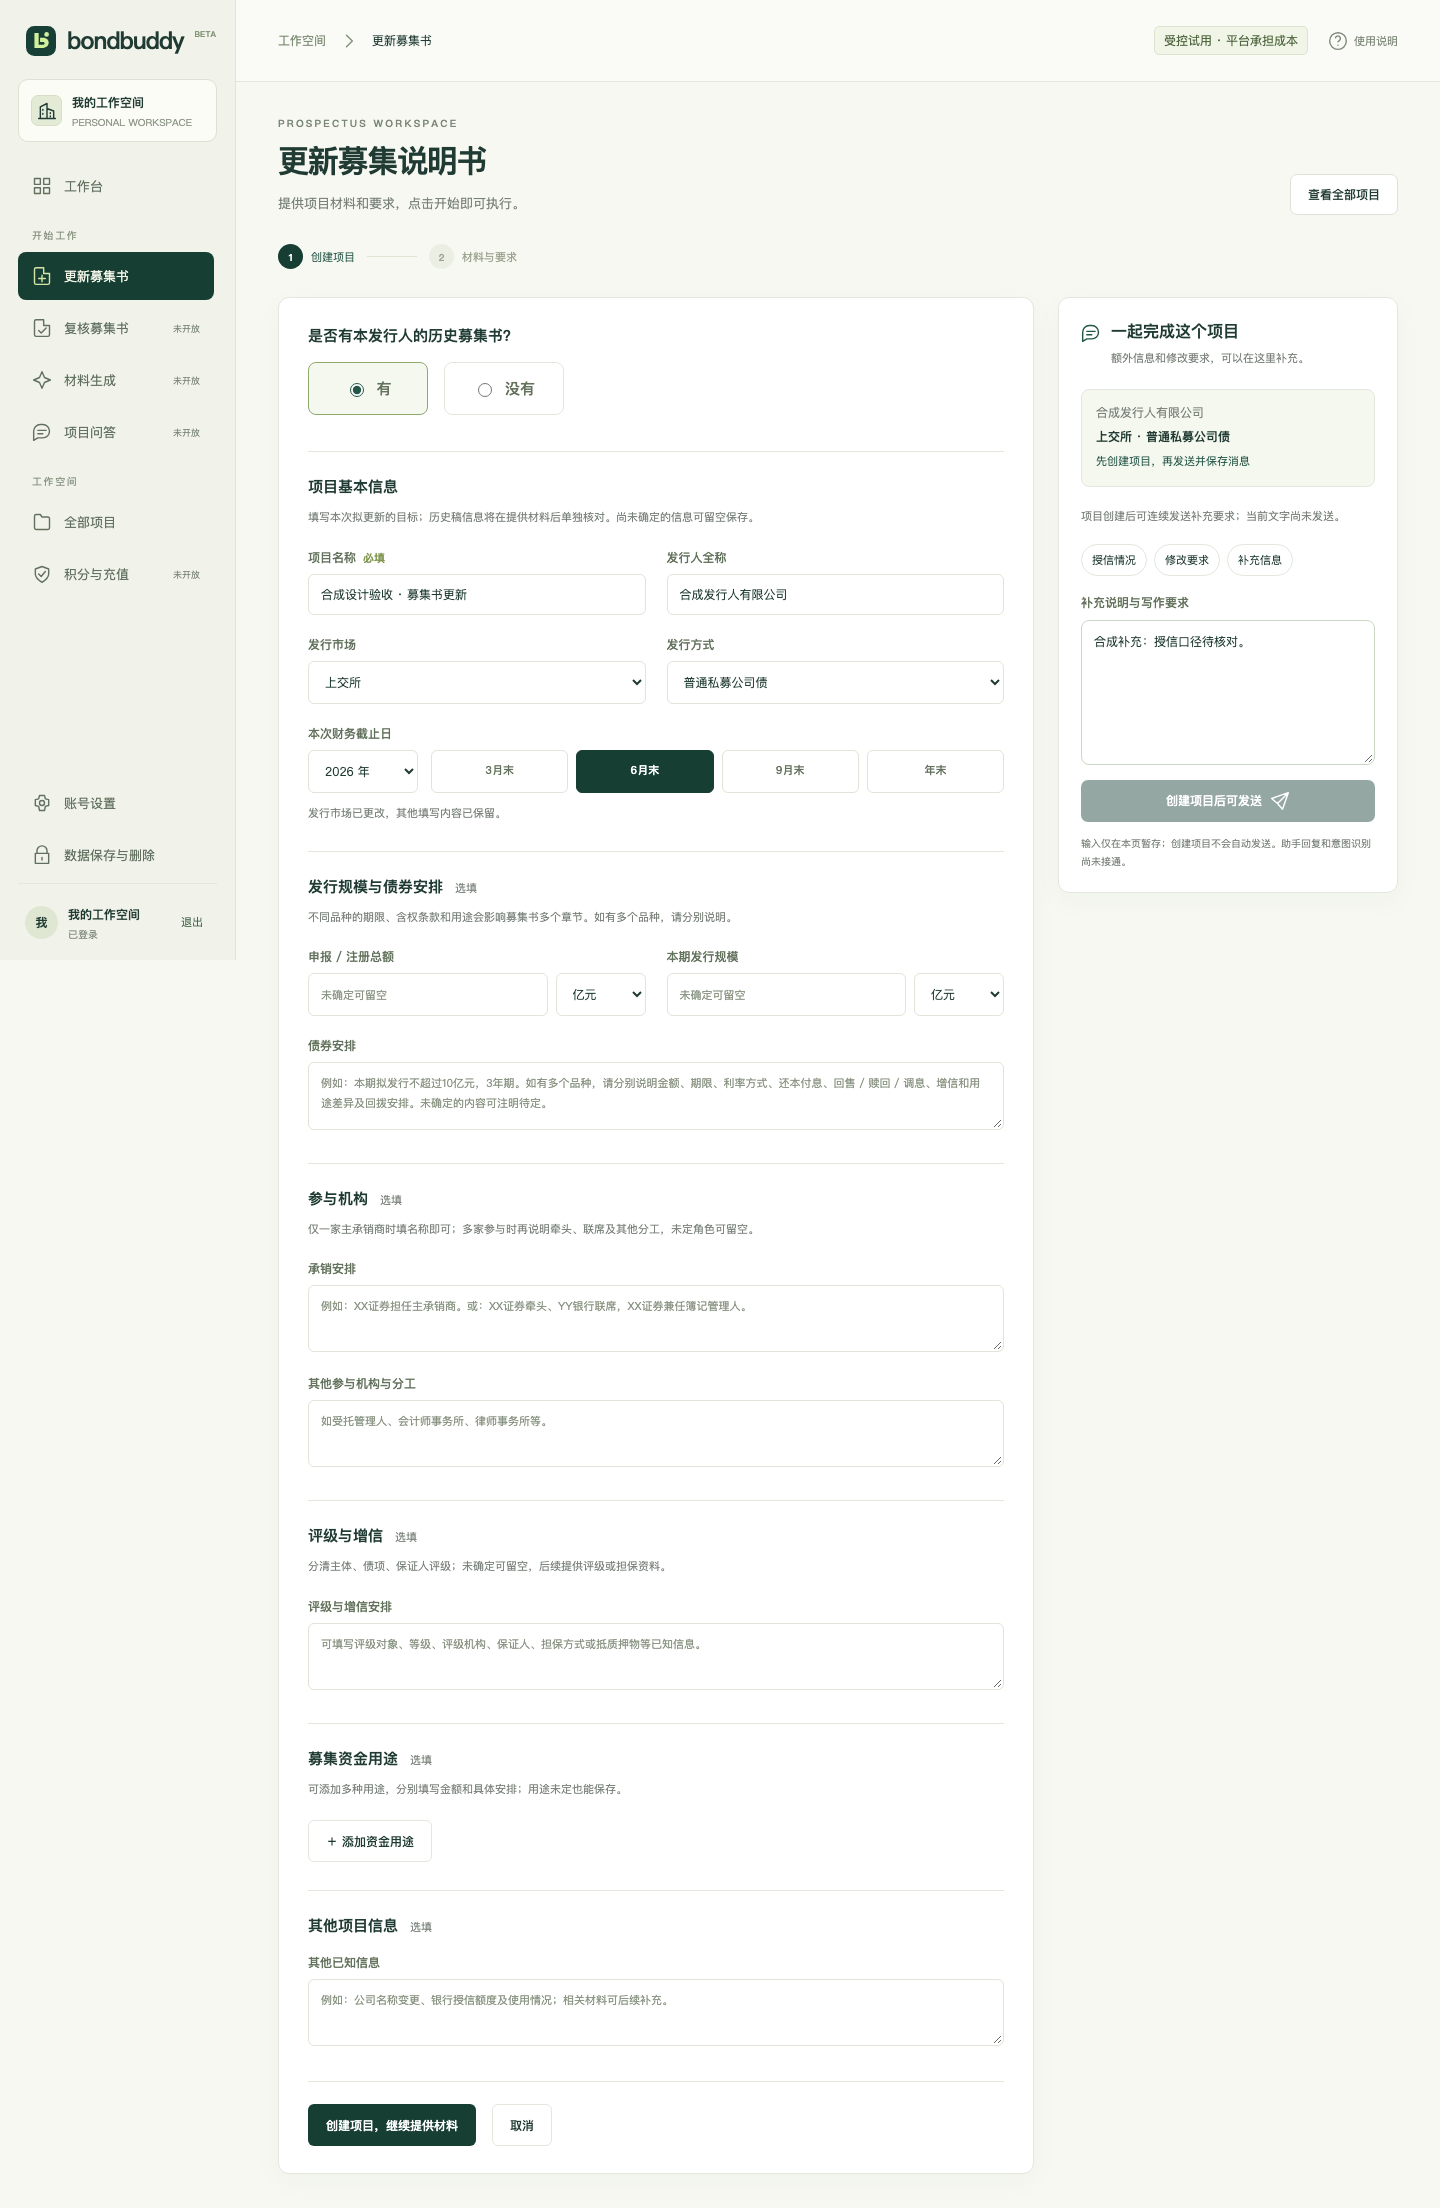 bondbuddy BETA
我的工作空间
PERSONAL WORKSPACE
工作台
开始工作
更新募集书
复核募集书 未开放
材料生成 未开放
项目问答 未开放
工作空间
全部项目
积分与充值 未开放
账号设置
数据保存与删除
我 我的工作空间
已登录
退出
工作空间 更新募集书
受控试用 · 平台承担成本
使用说明
PROSPECTUS WORKSPACE
更新募集说明书
提供项目材料和要求，点击开始即可执行。
查看全部项目
1 创建项目 2 材料与要求
是否有本发行人的历史募集书？
有 没有
项目基本信息
填写本次拟更新的目标；历史稿信息将在提供材料后单独核对。尚未确定的信息可留空保存。
项目名称 必填 发行人全称
合成设计验收 · 募集书更新 合成发行人有限公司
发行市场 发行方式
上交所 普通私募公司债
本次财务截止日
2026 年 3月末 6月末 9月末 年末
发行市场已更改，其他填写内容已保留。
发行规模与债券安排 选填
不同品种的期限、含权条款和用途会影响募集书多个章节。如有多个品种，请分别说明。
申报 / 注册总额 本期发行规模
未确定可留空 亿元 未确定可留空 亿元
债券安排
例如：本期拟发行不超过10亿元，3年期。如有多个品种，请分别说明金额、期限、利率方式、还本付息、回售 / 赎回 / 调息、增信和用
途差异及回拨安排。未确定的内容可注明待定。
参与机构 选填
仅一家主承销商时填名称即可；多家参与时再说明牵头、联席及其他分工，未定角色可留空。
承销安排
例如：XX证券担任主承销商。或：XX证券牵头、YY银行联席，XX证券兼任簿记管理人。
其他参与机构与分工
如受托管理人、会计师事务所、律师事务所等。
评级与增信 选填
分清主体、债项、保证人评级；未确定可留空，后续提供评级或担保资料。
评级与增信安排
可填写评级对象、等级、评级机构、保证人、担保方式或抵质押物等已知信息。
募集资金用途 选填
可添加多种用途，分别填写金额和具体安排；用途未定也能保存。
+ 添加资金用途
其他项目信息 选填
其他已知信息
例如：公司名称变更、银行授信额度及使用情况；相关材料可后续补充。
创建项目，继续提供材料 取消
一起完成这个项目
额外信息和修改要求，可以在这里补充。
合成发行人有限公司
上交所 · 普通私募公司债
先创建项目，再发送并保存消息
项目创建后可连续发送补充要求；当前文字尚未发送。
授信情况 修改要求 补充信息
补充说明与写作要求
合成补充：授信口径待核对。
创建项目后可发送
输入仅在本页暂存；创建项目不会自动发送。助手回复和意图识别
尚未接通。